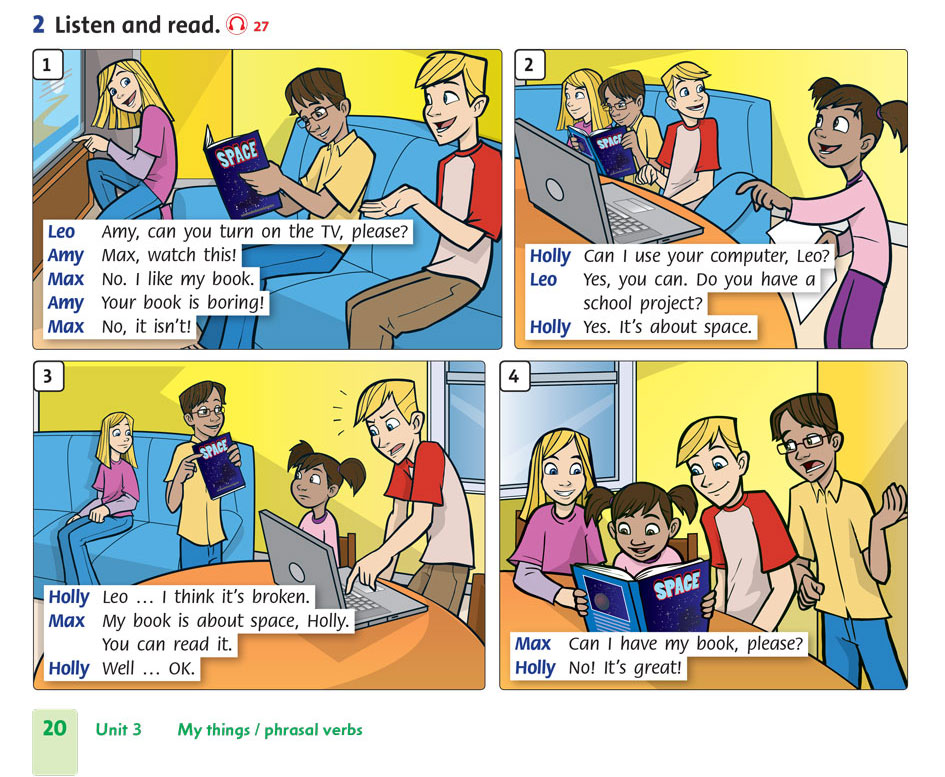 2 Listen and read. 27
1
SPACE
Leo Amy, can you turn on the TV, please?
Amy Max, watch this!
Max No. I like my book.
Amy Your book is boring!
Max No, it isn't!
2
SPACE
Holly Can I use your computer, Leo?
Leo Yes, you can. Do you have a
school project?
Holly Yes. It's about space.
3
SPACE
Holly Leo ... I think it's broken.
Max My book is about space, Holly.
You can read it.
Holly Well ... OK.
4
SPACE
Max Can I have my book, please?
Holly No! It's great!
20 Unit 3 My things / phrasal verbs